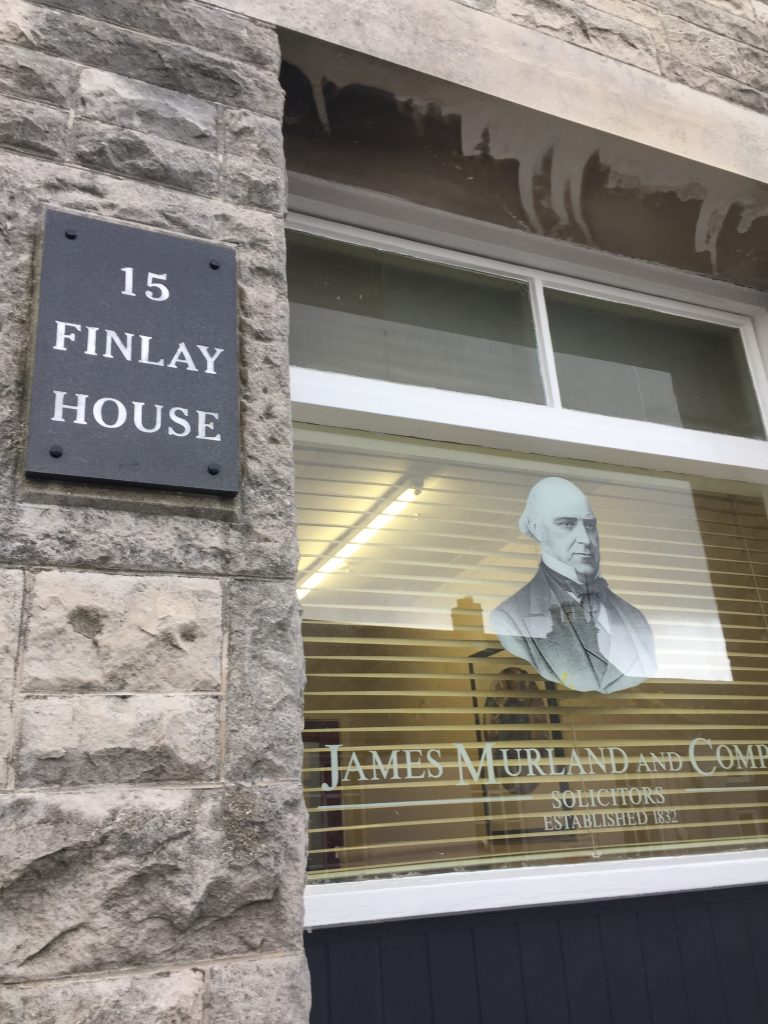 15
FINLAY
HOUSE
JAMES MURLAND AND COMP
SOLICITORS
ESTABLISHED 1832